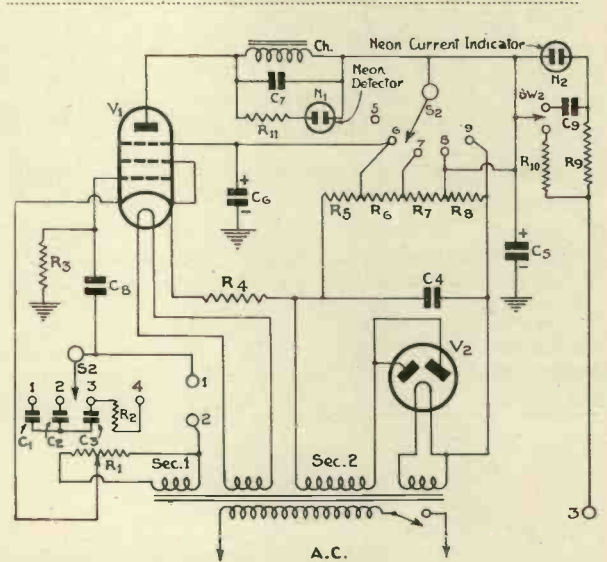 Neon Current Indicator
Ch.
Neon
Detector
C7
N1
N2
V1
R11
5
S2
SW2
C9
6
7
8
9
R10
R9
C6
+
-
R5
R6
R7
R8
R3
C8
R4
C4
C5
+
-
V2
S2
1
2
3
4
1
R2
C1
C2
C3
2
R1
Sec.1
Sec.2
3
A.C.